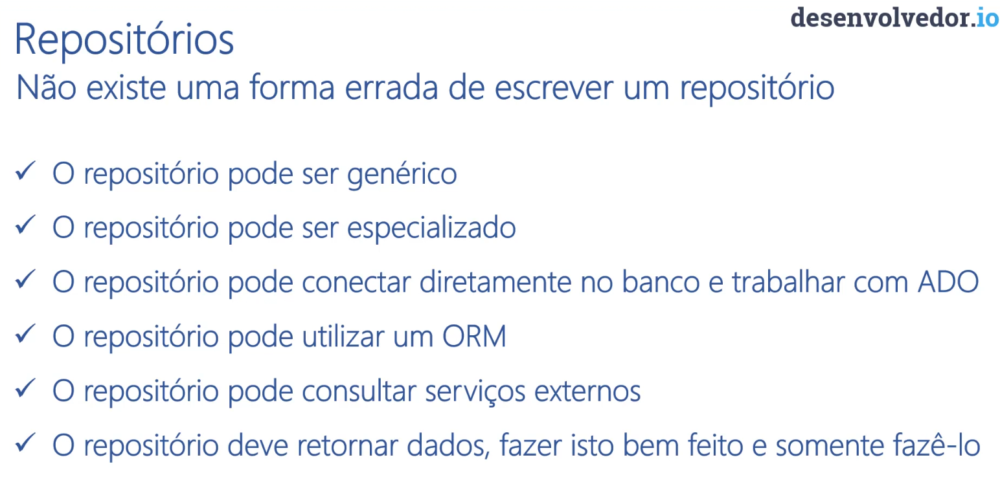 desenvolvedor.io
Repositórios
Não existe uma forma errada de escrever um repositório
✓ O repositório pode ser genérico
✓ O repositório pode ser especializado
✓ O repositório pode conectar diretamente no banco e trabalhar com ADO
✓ O repositório pode utilizar um ORM
✓ O repositório pode consultar serviços externos
✓ O repositório deve retornar dados, fazer isto bem feito e somente fazê-lo